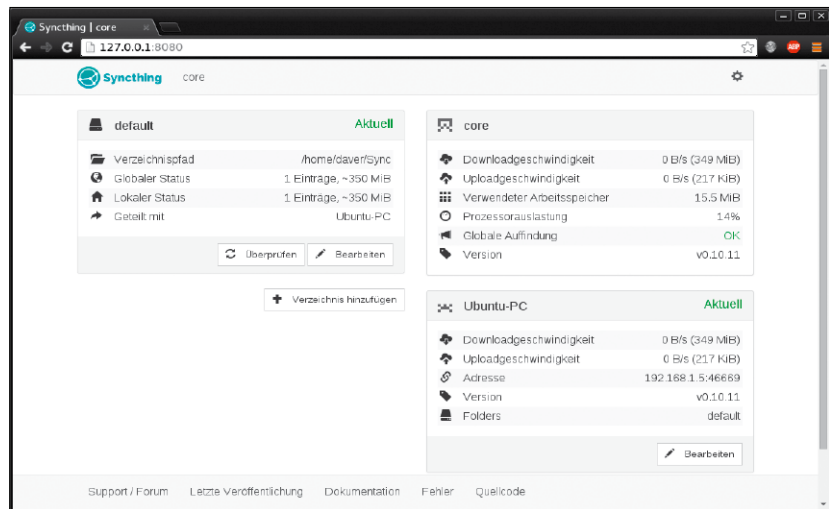 Syncthing | core
127.0.0.1:8080
Syncthing core
default Aktuell
Verzeichnispfad /home/daver/Sync
Globaler Status 1 Einträge, ~350 MiB
Lokaler Status 1 Einträge, ~350 MiB
Geteilt mit Ubuntu-PC
Überprüfen Bearbeiten
Verzeichnis hinzufügen
core
Downloadgeschwindigkeit 0 B/s (349 MiB)
Uploadgeschwindigkeit 0 B/s (217 KiB)
Verwendeter Arbeitsspeicher 15.5 MiB
Prozessorauslastung 14%
Globale Auffindung OK
Version v0.10.11
Ubuntu-PC Aktuell
Downloadgeschwindigkeit 0 B/s (349 MiB)
Uploadgeschwindigkeit 0 B/s (217 KiB)
Adresse 192.168.1.5:46669
Version v0.10.11
Folders default
Bearbeiten
Support / Forum Letzte Veröffentlichung Dokumentation Fehler Quellcode